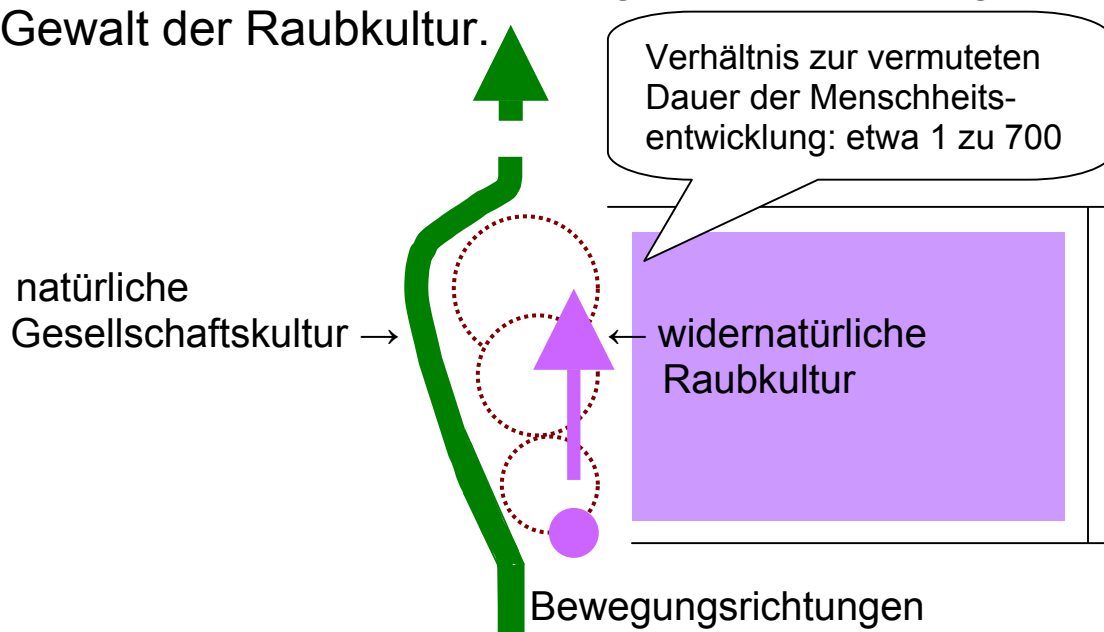 Gewalt der Raubkultur.
Verhältnis zur vermuteten
Dauer der Menschheits-
entwicklung: etwa 1 zu 700
natürliche
Gesellschaftskultur →
← widernatürliche
Raubkultur
Bewegungsrichtungen